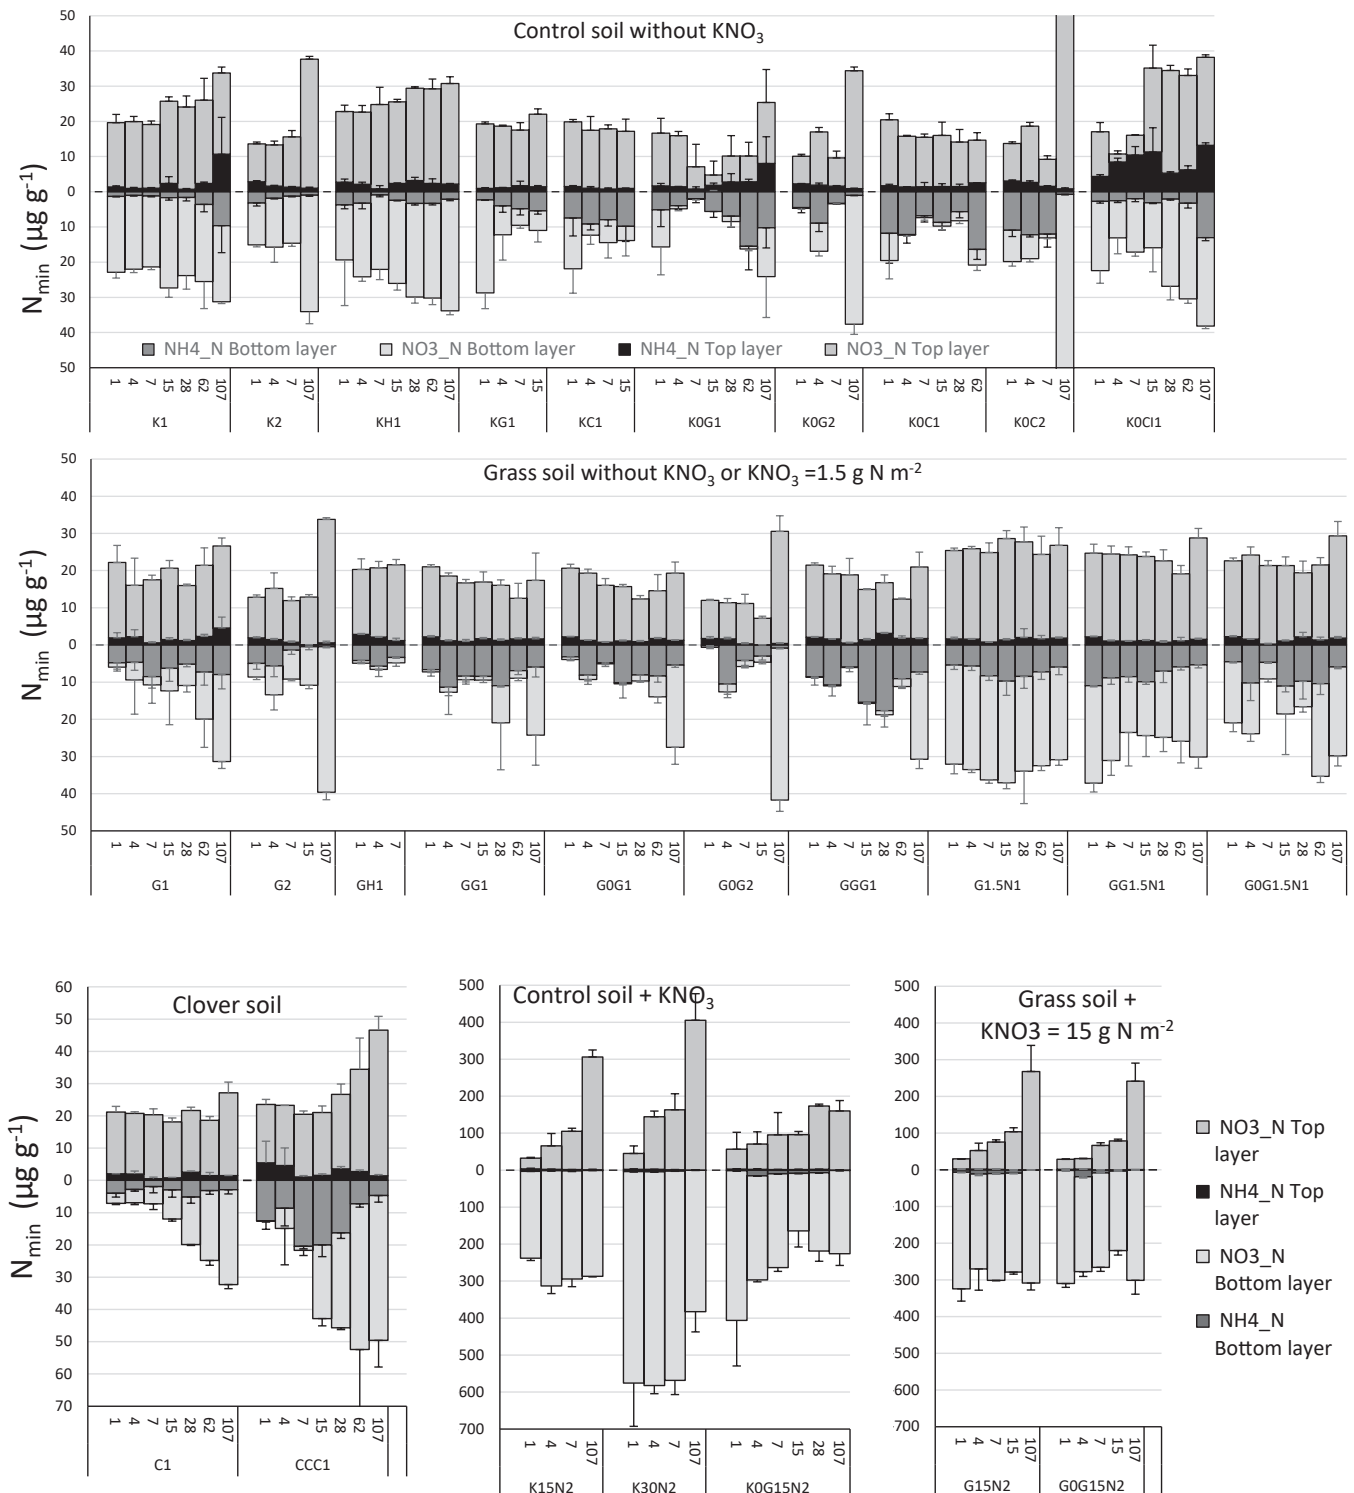 Control soil without KNO3
50
40
30
20
10
0
10
20
30
40
50
Nmin (µg g-1)
NH4_N Bottom layer NO3_N Bottom layer NH4_N Top layer NO3_N Top layer
1 4 7 15 28 62 107 1 4 7 107 1 4 7 15 28 62 107 1 4 7 15 1 4 7 15 1 4 7 15 28 62 107 1 4 7 107 1 4 7 15 28 62 1 4 7 107 1 4 7 15 28 62 107
K1 K2 KH1 KG1 KC1 K0G1 K0G2 K0C1 K0C2 K0Cl1
Grass soil without KNO3 or KNO3 =1.5 g N m-2
50
40
30
20
10
0
10
20
30
40
50
Nmin (µg g-1)
1 4 7 15 28 62 107 1 4 7 15 107 1 4 7 1 4 7 15 28 62 107 1 4 7 15 28 62 107 1 4 7 15 107 1 4 7 15 28 62 107 1 4 7 15 28 62 107 1 4 7 15 28 62 107 1 4 7 15 28 62 107
G1 G2 GH1 GG1 G0G1 G0G2 GGG1 G1.5N1 GG1.5N1 G0G1.5N1
Clover soil
60
50
40
30
20
10
0
10
20
30
40
50
60
70
Nmin (µg g-1)
1 4 7 15 28 62 107 1 4 7 15 28 62 107
C1 CCC1
Control soil + KNO3
500
400
300
200
100
0
100
200
300
400
500
600
700
1 4 7 107 1 4 7 107 1 4 7 15 28 107
K15N2 K30N2 K0G15N2
Grass soil +
KNO3 = 15 g N m-2
500
400
300
200
100
0
100
200
300
400
-500
-600
-700
1 4 7 15 107 1 4 7 15 107
G15N2 G0G15N2
NO3_N Top
layer
NH4_N Top
layer
NO3_N
Bottom layer
NH4_N
Bottom layer